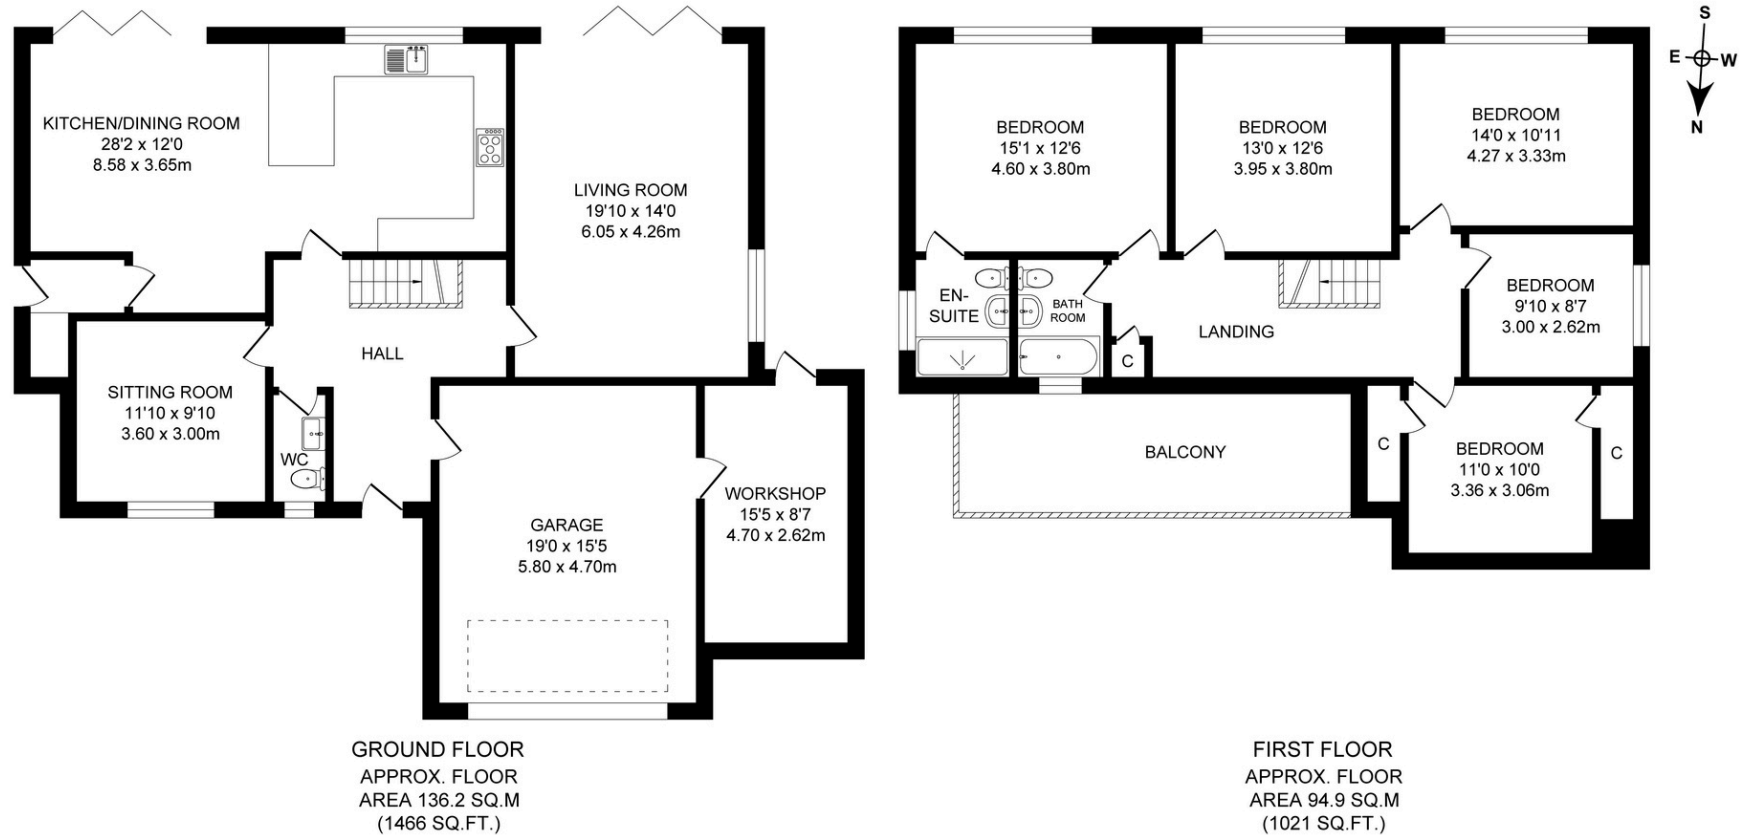 KITCHEN/DINING ROOM
28'2 x 12'0
8.58 x 3.65m
LIVING ROOM
19'10 x 14'0
6.05 x 4.26m
HALL
SITTING ROOM
11'10 x 9'10
3.60 x 3.00m
WC
GARAGE
19'0 x 15'5
5.80 x 4.70m
WORKSHOP
15'5 x 8'7
4.70 x 2.62m
GROUND FLOOR
APPROX. FLOOR
AREA 136.2 SQ.M
(1466 SQ.FT.)
BEDROOM
15'1 x 12'6
4.60 x 3.80m
BEDROOM
13'0 x 12'6
3.95 x 3.80m
BEDROOM
14'0 x 10'11
4.27 x 3.33m
EN-
SUITE
BATH
ROOM
C
LANDING
BEDROOM
9'10 x 8'7
3.00 x 2.62m
BALCONY
C
BEDROOM
11'0 x 10'0
3.36 x 3.06m
C
FIRST FLOOR
APPROX. FLOOR
AREA 94.9 SQ.M
(1021 SQ.FT.)
S
E W
N